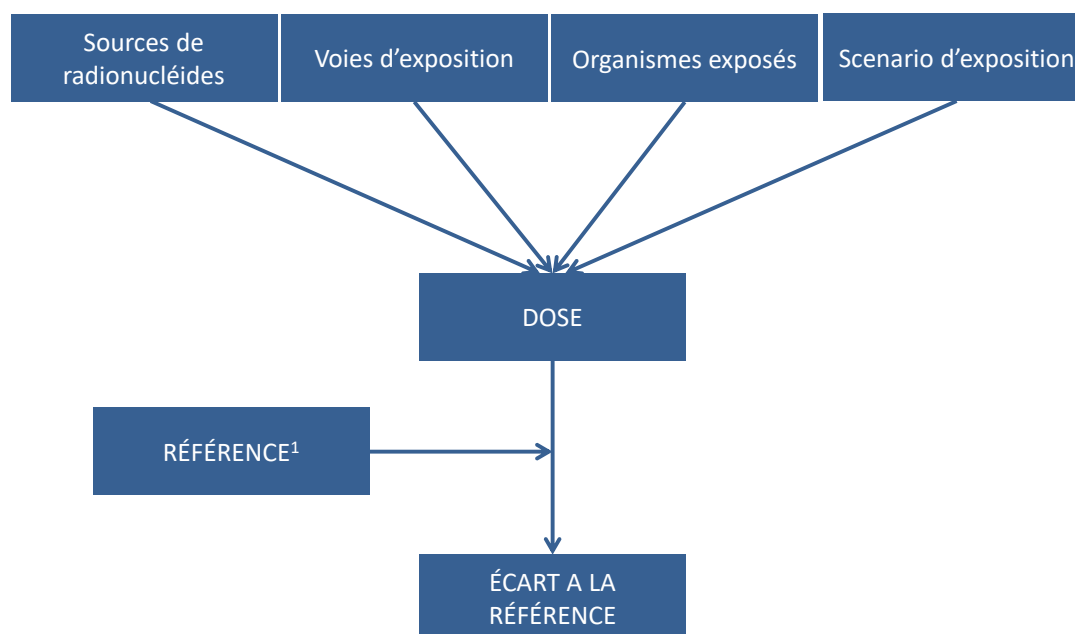 Sources de
radionucléides
Voies d’exposition
Organismes exposés
Scenario d’exposition
DOSE
RÉFÉRENCE¹
ÉCART A LA
RÉFÉRENCE